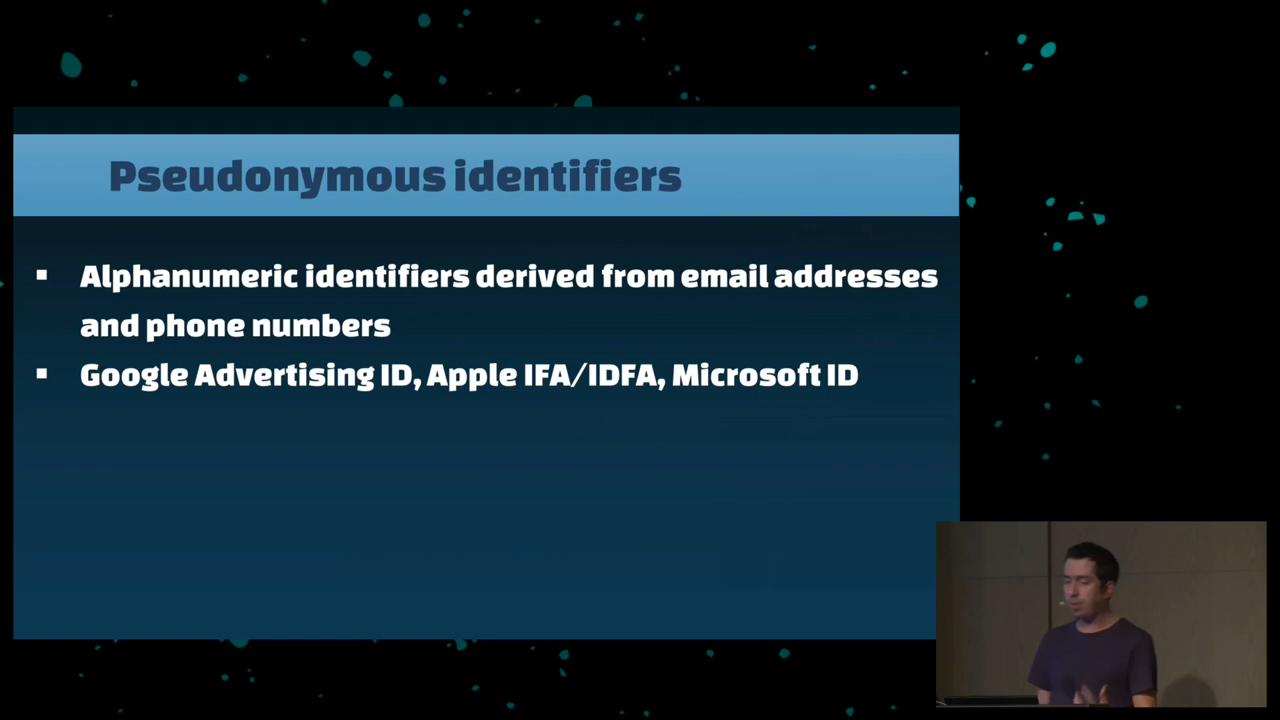 Pseudonymous identifiers
▪ Alphanumeric identifiers derived from email addresses
and phone numbers
▪ Google Advertising ID, Apple IFA/IDFA, Microsoft ID